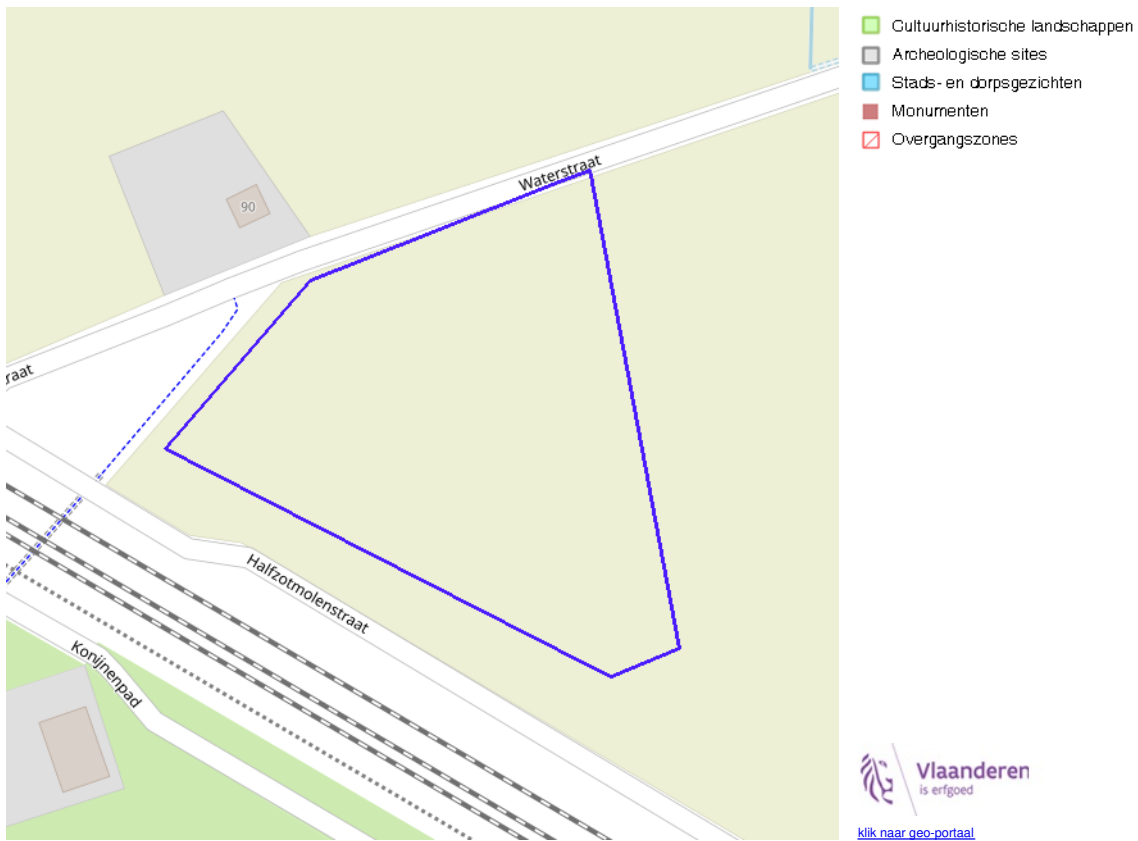 Waterstraat
90
raat
Halfzotmolenstraat
Konijnenpad
Cultuurhistorische landschappen
Archeologische sites
Stads- en dorpsgezichten
Monumenten
Overgangszones
Vlaanderen
is erfgoed
klik naar geo-portaal